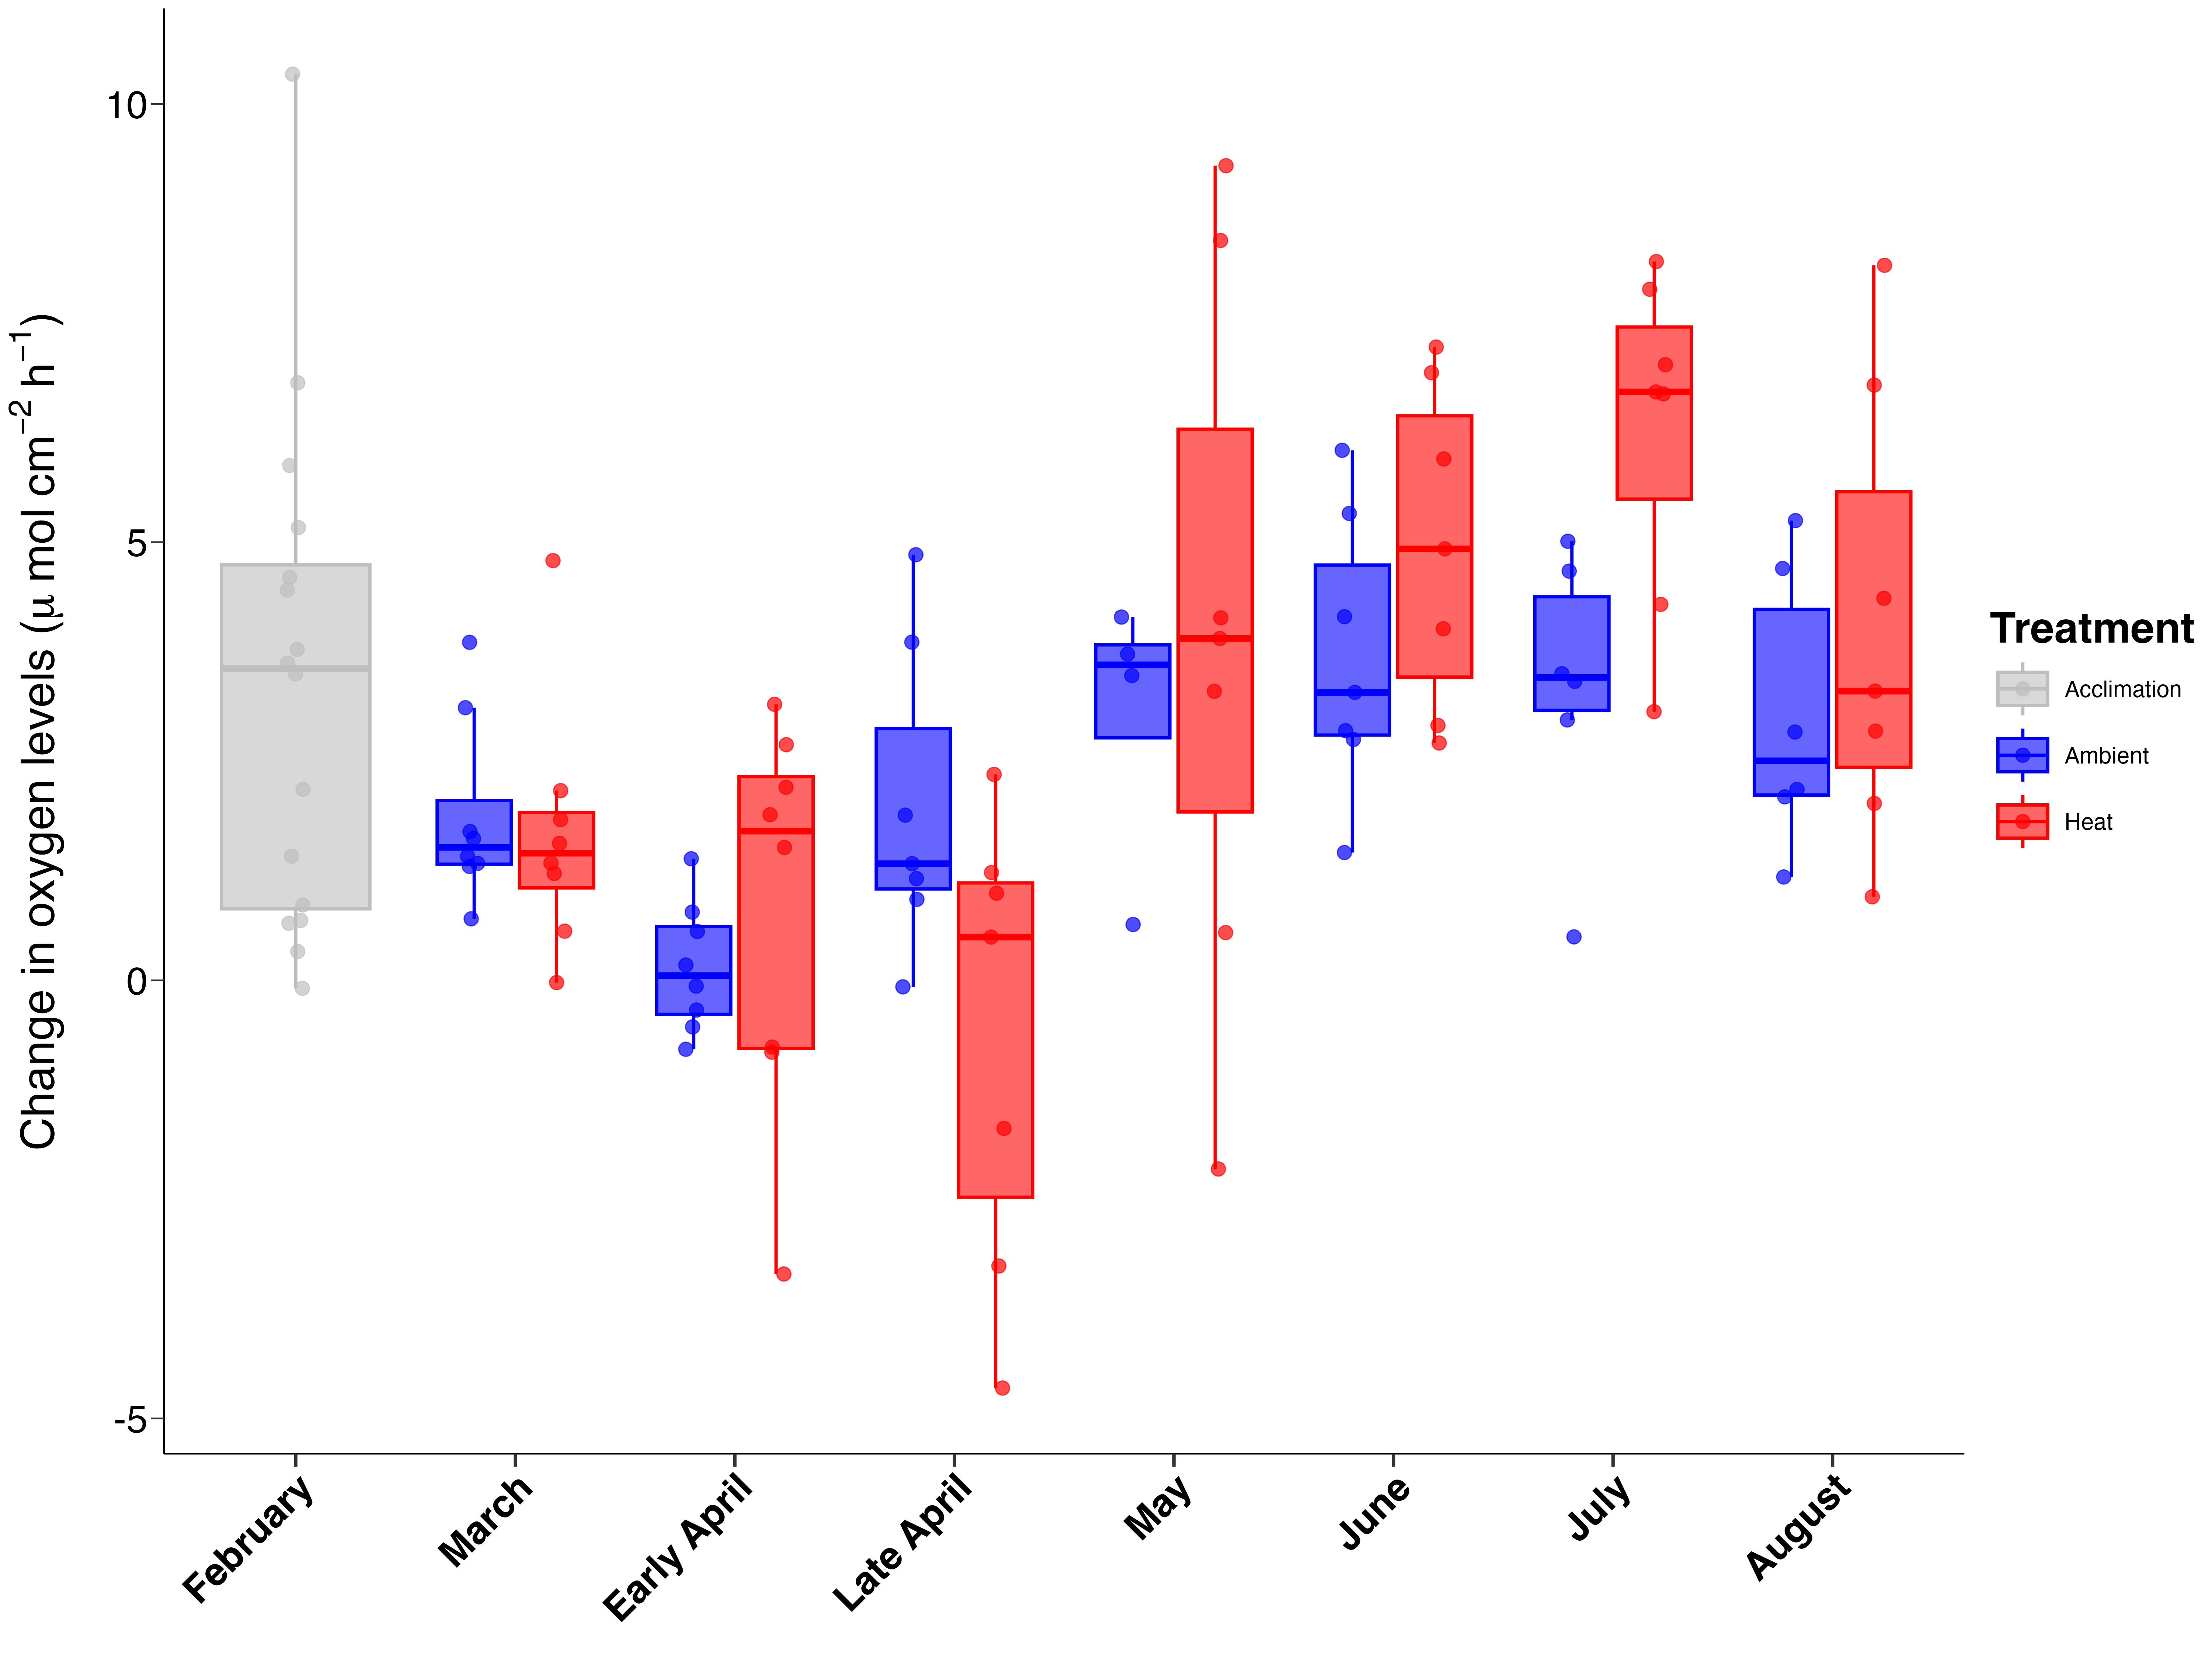 Change in oxygen levels (μ mol cm⁻² h⁻¹)
10
5
0
-5
February
March
Early April
Late April
May
June
July
August
Treatment
Acclimation
Ambient
Heat